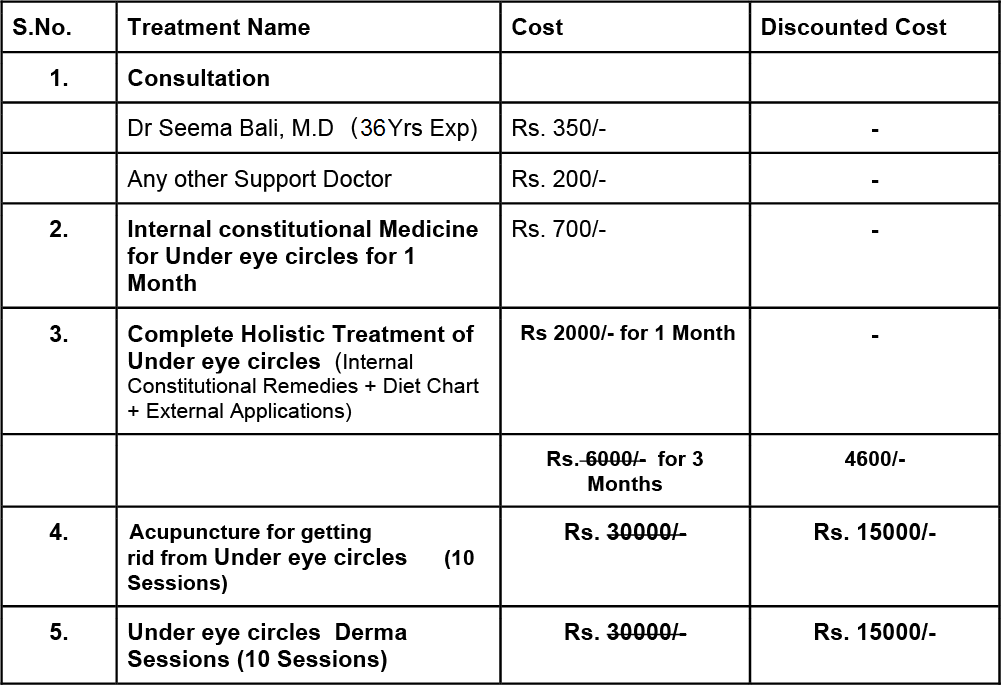 S.No. Treatment Name Cost Discounted Cost
1. Consultation
Dr Seema Bali, M.D （36Yrs Exp) Rs. 350/- -
Any other Support Doctor Rs. 200/- -
2. Internal constitutional Medicine Rs. 700/- -
for Under eye circles for 1
Month
3. Complete Holistic Treatment of Rs 2000/- for 1 Month -
Under eye circles (Internal
Constitutional Remedies + Diet Chart
+ External Applications)
Rs. 6000/- for 3 4600/-
Months
4. Acupuncture for getting Rs. 30000/- Rs. 15000/-
rid from Under eye circles (10
Sessions)
5. Under eye circles Derma Rs. 30000/- Rs. 15000/-
Sessions (10 Sessions)